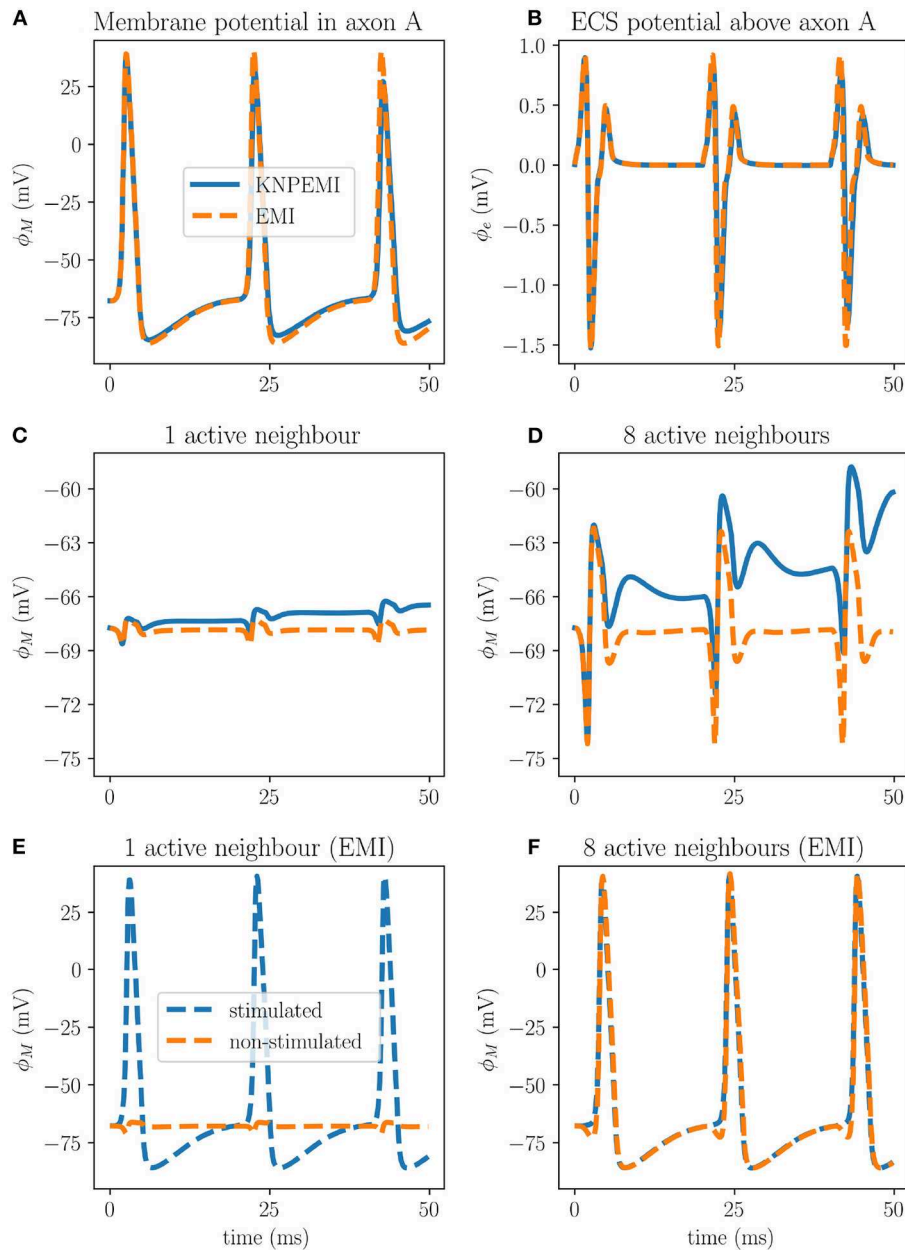 A Membrane potential in axon A
B ECS potential above axon A
ϕM (mV)
25
0
−25
−50
−75
KNPEMI
EMI
0 25 50
ϕe (mV)
1.0
0.5
0.0
−0.5
−1.0
−1.5
0 25 50
C 1 active neighbour
D 8 active neighbours
ϕM (mV)
−60
−63
−66
−69
−72
−75
0 25 50
ϕM (mV)
−60
−63
−66
−69
−72
−75
0 25 50
E 1 active neighbour (EMI)
F 8 active neighbours (EMI)
ϕM (mV)
25
0
−25
−50
−75
stimulated
non-stimulated
0 25 50
time (ms)
ϕM (mV)
25
0
−25
−50
−75
0 25 50
time (ms)